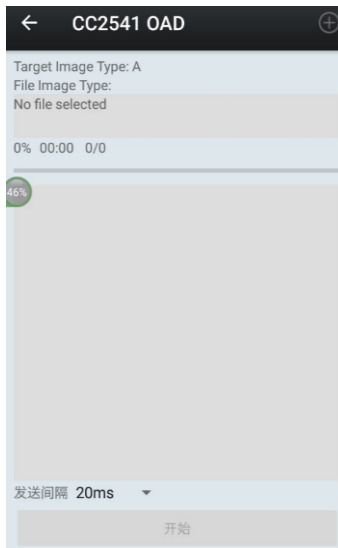 CC2541 OAD
Target Image Type: A
File Image Type:
No file selected
0% 00:00 0/0
46%
发送间隔 20ms
开始